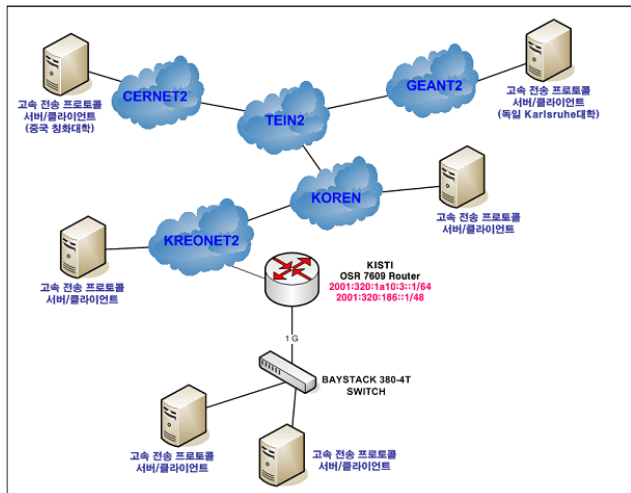 CERNET2
GEANT2
TEIN2
고속 전송 프로토콜
서버/클라이언트
(중국 칭화대학)
고속 전송 프로토콜
서버/클라이언트
(독일 Karlsruhe대학)
KOREN
고속 전송 프로토콜
서버/클라이언트
KREONET2
고속 전송 프로토콜
서버/클라이언트
KISTI
OSR 7609 Router
2001:320:1a10:3::1/64
2001:320:186::1/48
1 G
BAYSTACK 380-4T
SWITCH
고속 전송 프로토콜
서버/클라이언트
고속 전송 프로토콜
서버/클라이언트